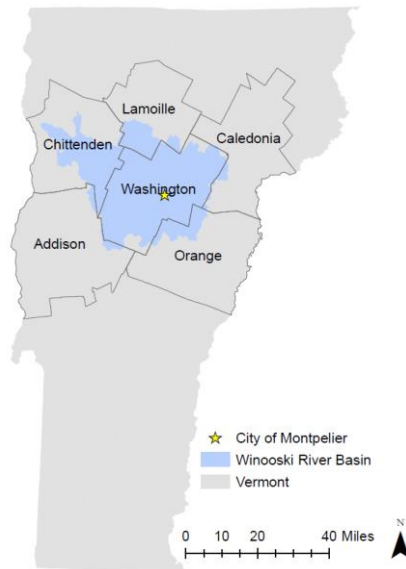 Lamoille
Caledonia
Chittenden
Washington
Addison
Orange
City of Montpelier
Winooski River Basin
Vermont
0 10 20 40 Miles
N